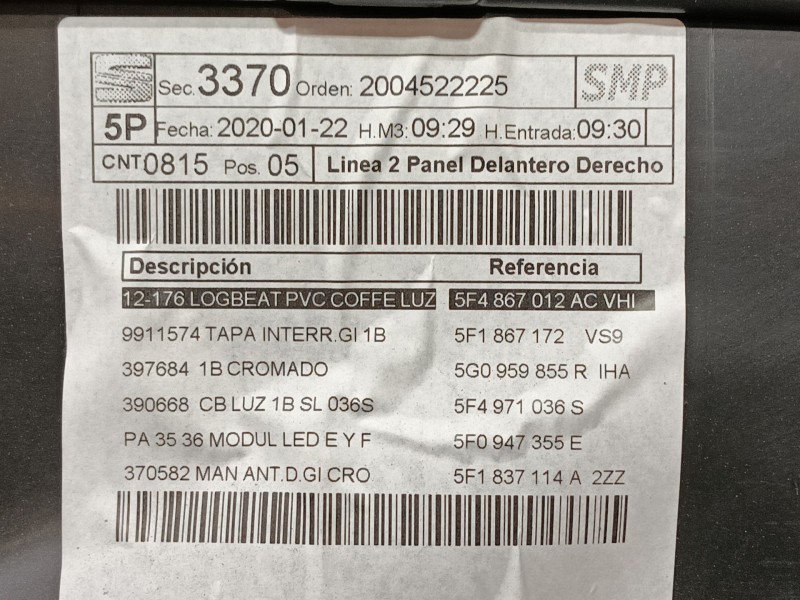 Sec. 3370 Orden: 2004522225 SMP
5P Fecha: 2020-01-22 H.M3: 09:29 H.Entrada: 09:30
CNT 0815 Pos. 05 Linea 2 Panel Delantero Derecho
Descripción Referencia
12-176 LOGBEAT PVC COFFE LUZ 5F4 867 012 AC VHI
9911574 TAPA INTERR.GI 1B 5F1 867 172 VS9
397684 1B CROMADO 5G0 959 855 R IHA
390668 CB LUZ 1B SL 036S 5F4 971 036 S
PA 35 36 MODUL LED E Y F 5F0 947 355 E
370582 MAN ANT.D.GI CRO 5F1 837 114 A 2ZZ